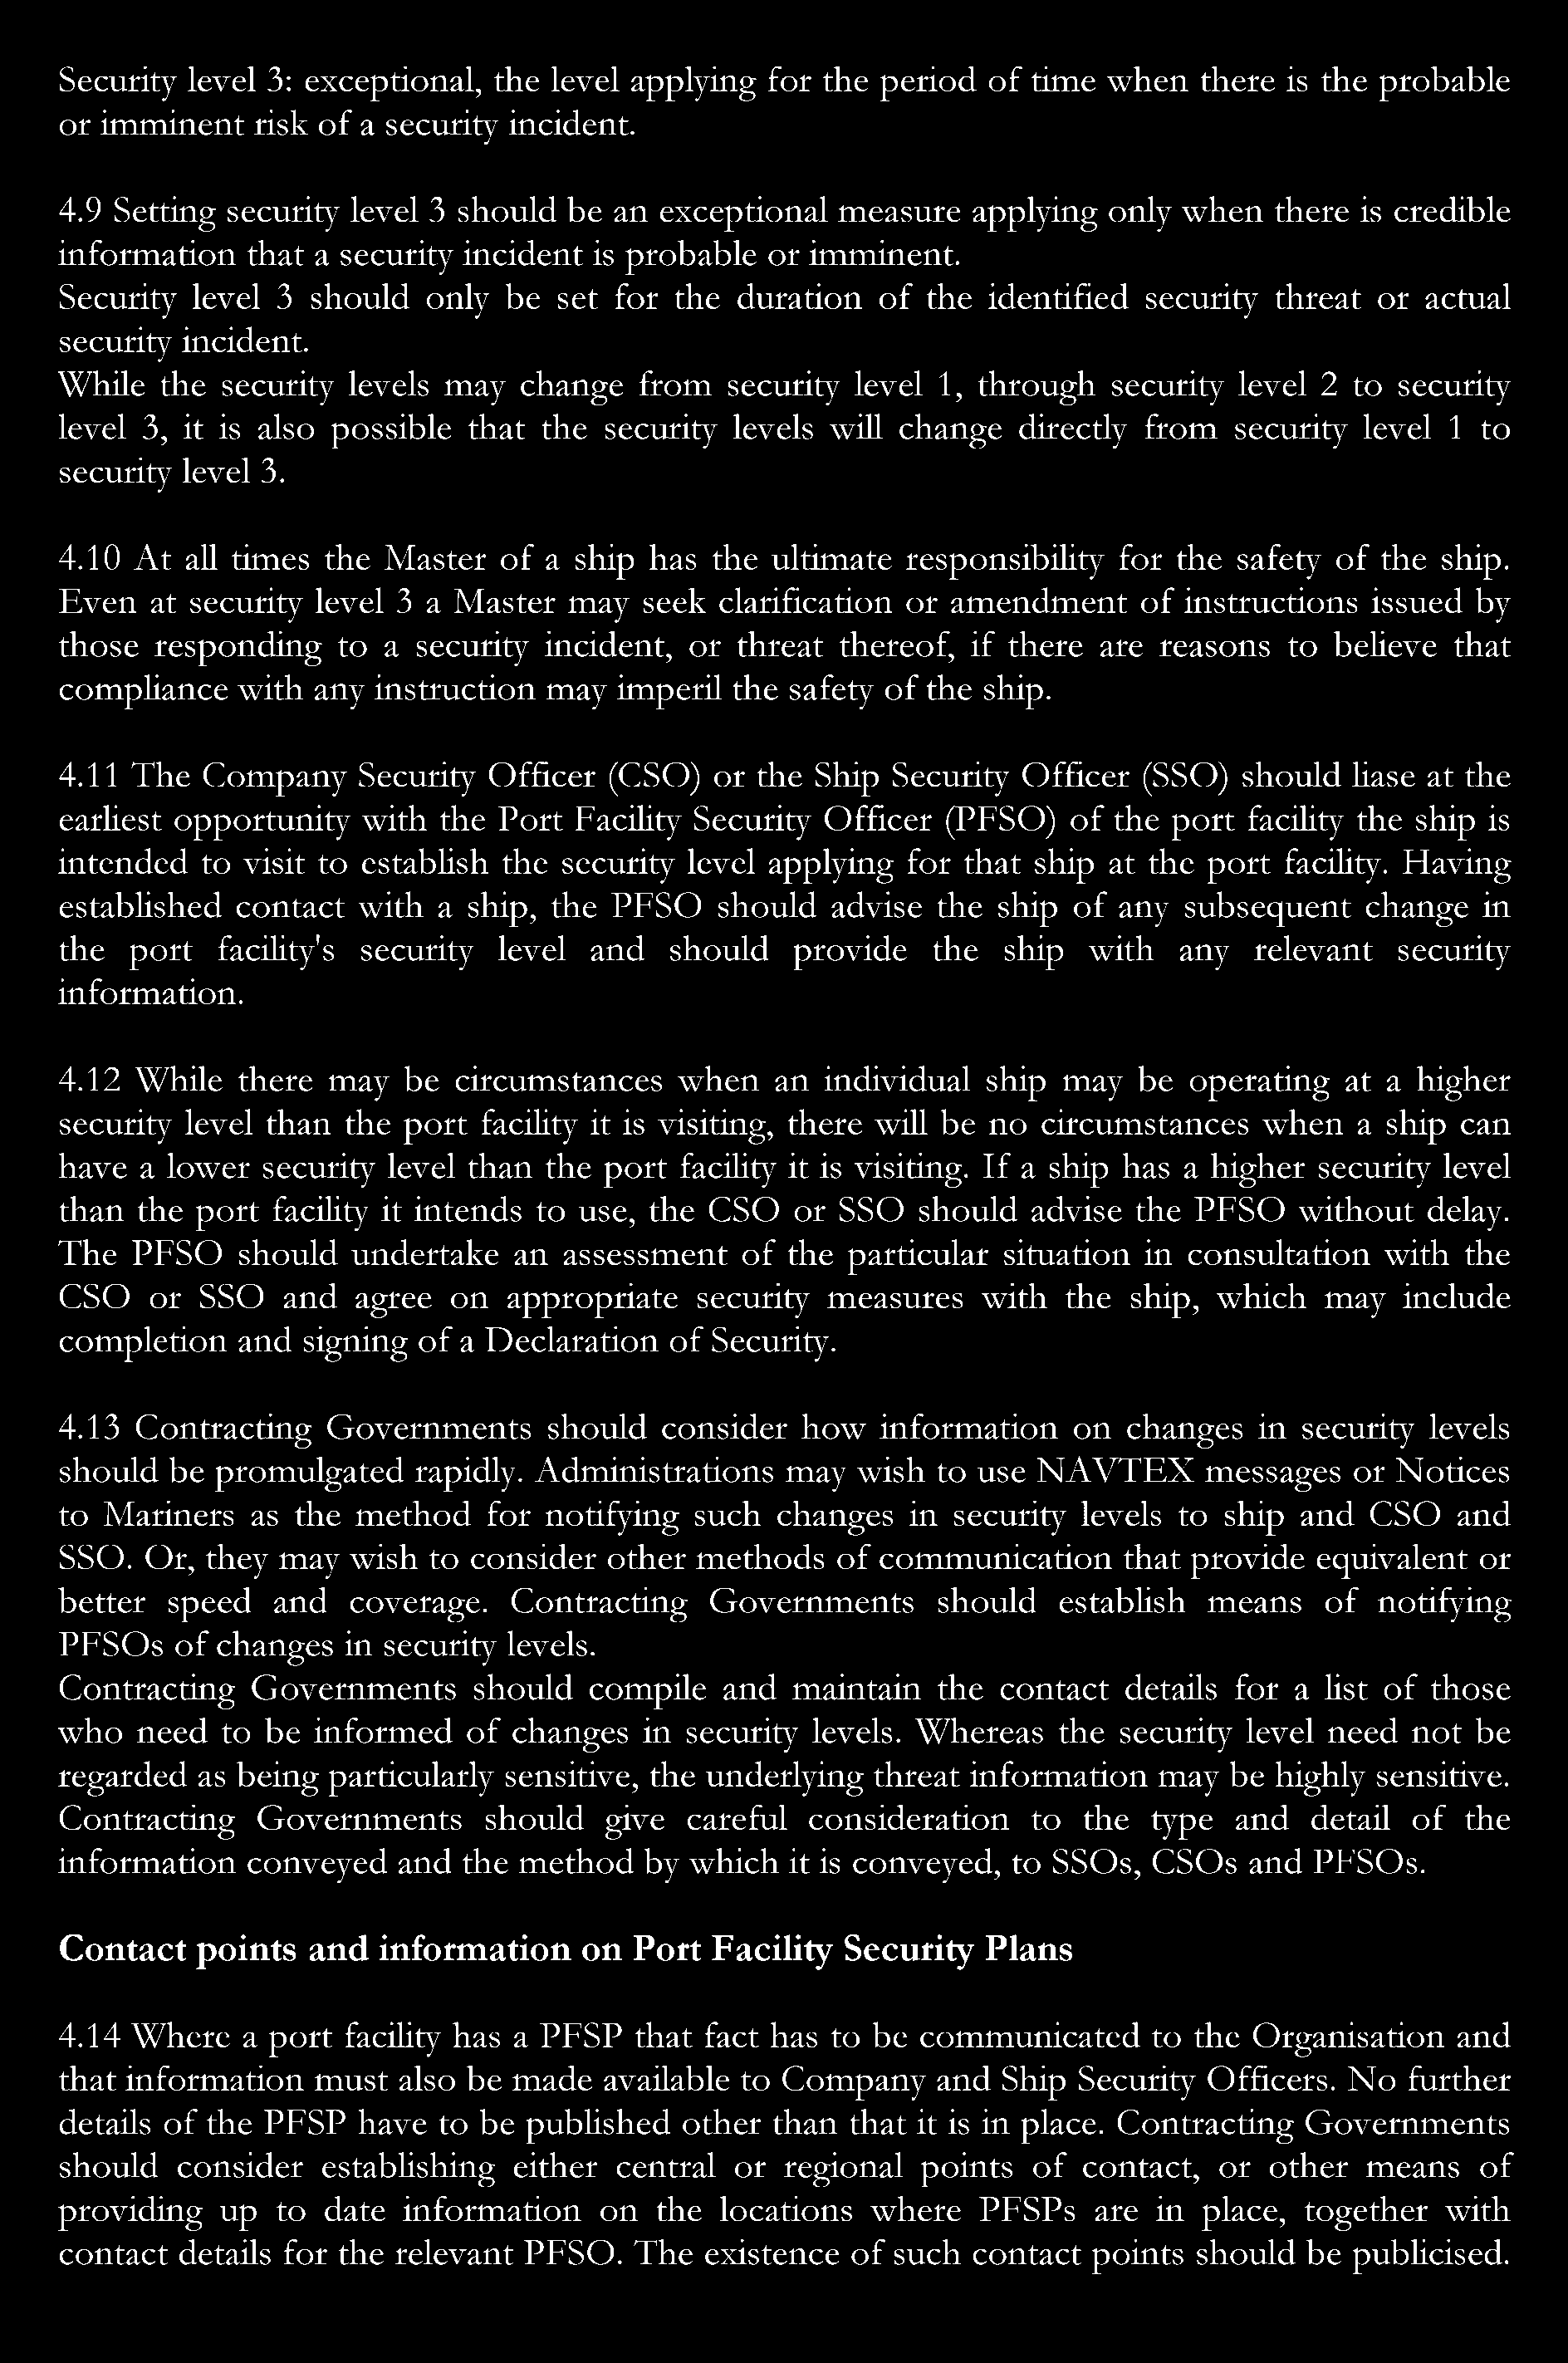 Security level 3: exceptional, the level applying for the period of time when there is the probable
or imminent risk of a security incident.
4.9 Setting security level 3 should be an exceptional measure applying only when there is credible
information that a security incident is probable or imminent.
Security level 3 should only be set for the duration of the identified security threat or actual
security incident.
While the security levels may change from security level 1, through security level 2 to security
level 3, it is also possible that the security levels will change directly from security level 1 to
security level 3.
4.10 At all times the Master of a ship has the ultimate responsibility for the safety of the ship.
Even at security level 3 a Master may seek clarification or amendment of instructions issued by
those responding to a security incident, or threat thereof, if there are reasons to believe that
compliance with any instruction may imperil the safety of the ship.
4.11 The Company Security Officer (CSO) or the Ship Security Officer (SSO) should liase at the
earliest opportunity with the Port Facility Security Officer (PFSO) of the port facility the ship is
intended to visit to establish the security level applying for that ship at the port facility. Having
established contact with a ship, the PFSO should advise the ship of any subsequent change in
the port facility's security level and should provide the ship with any relevant security
information.
4.12 While there may be circumstances when an individual ship may be operating at a higher
security level than the port facility it is visiting, there will be no circumstances when a ship can
have a lower security level than the port facility it is visiting. If a ship has a higher security level
than the port facility it intends to use, the CSO or SSO should advise the PFSO without delay.
The PFSO should undertake an assessment of the particular situation in consultation with the
CSO or SSO and agree on appropriate security measures with the ship, which may include
completion and signing of a Declaration of Security.
4.13 Contracting Governments should consider how information on changes in security levels
should be promulgated rapidly. Administrations may wish to use NAVTEX messages or Notices
to Mariners as the method for notifying such changes in security levels to ship and CSO and
SSO. Or, they may wish to consider other methods of communication that provide equivalent or
better speed and coverage. Contracting Governments should establish means of notifying
PFSOs of changes in security levels.
Contracting Governments should compile and maintain the contact details for a list of those
who need to be informed of changes in security levels. Whereas the security level need not be
regarded as being particularly sensitive, the underlying threat information may be highly sensitive.
Contracting Governments should give careful consideration to the type and detail of the
information conveyed and the method by which it is conveyed, to SSOs, CSOs and PFSOs.
Contact points and information on Port Facility Security Plans
4.14 Where a port facility has a PFSP that fact has to be communicated to the Organisation and
that information must also be made available to Company and Ship Security Officers. No further
details of the PFSP have to be published other than that it is in place. Contracting Governments
should consider establishing either central or regional points of contact, or other means of
providing up to date information on the locations where PFSPs are in place, together with
contact details for the relevant PFSO. The existence of such contact points should be publicised.